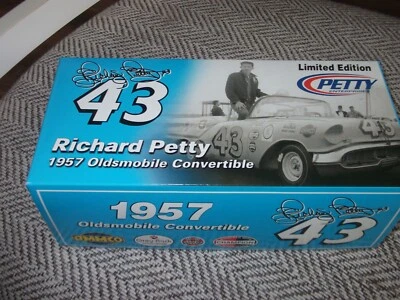 Limited Edition
Richard Petty
43
PETTY
43
43
Richard Petty
1957 Oldsmobile Convertible
1957
Oldsmobile Convertible
Richard Petty
43